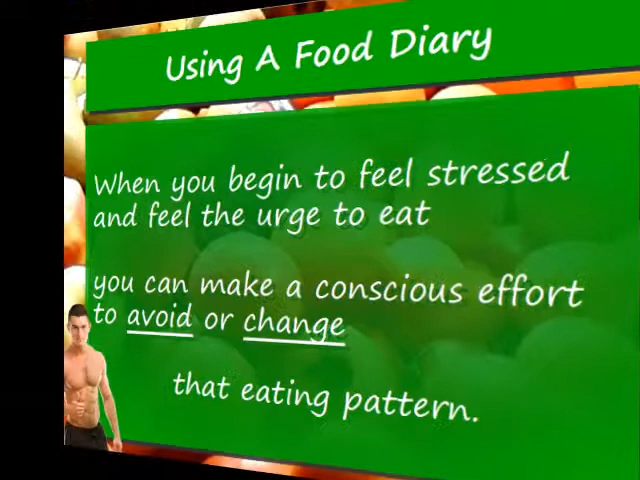 Using A Food Diary
When you begin to feel stressed
and feel the urge to eat
you can make a conscious effort
to avoid or change
that eating pattern.